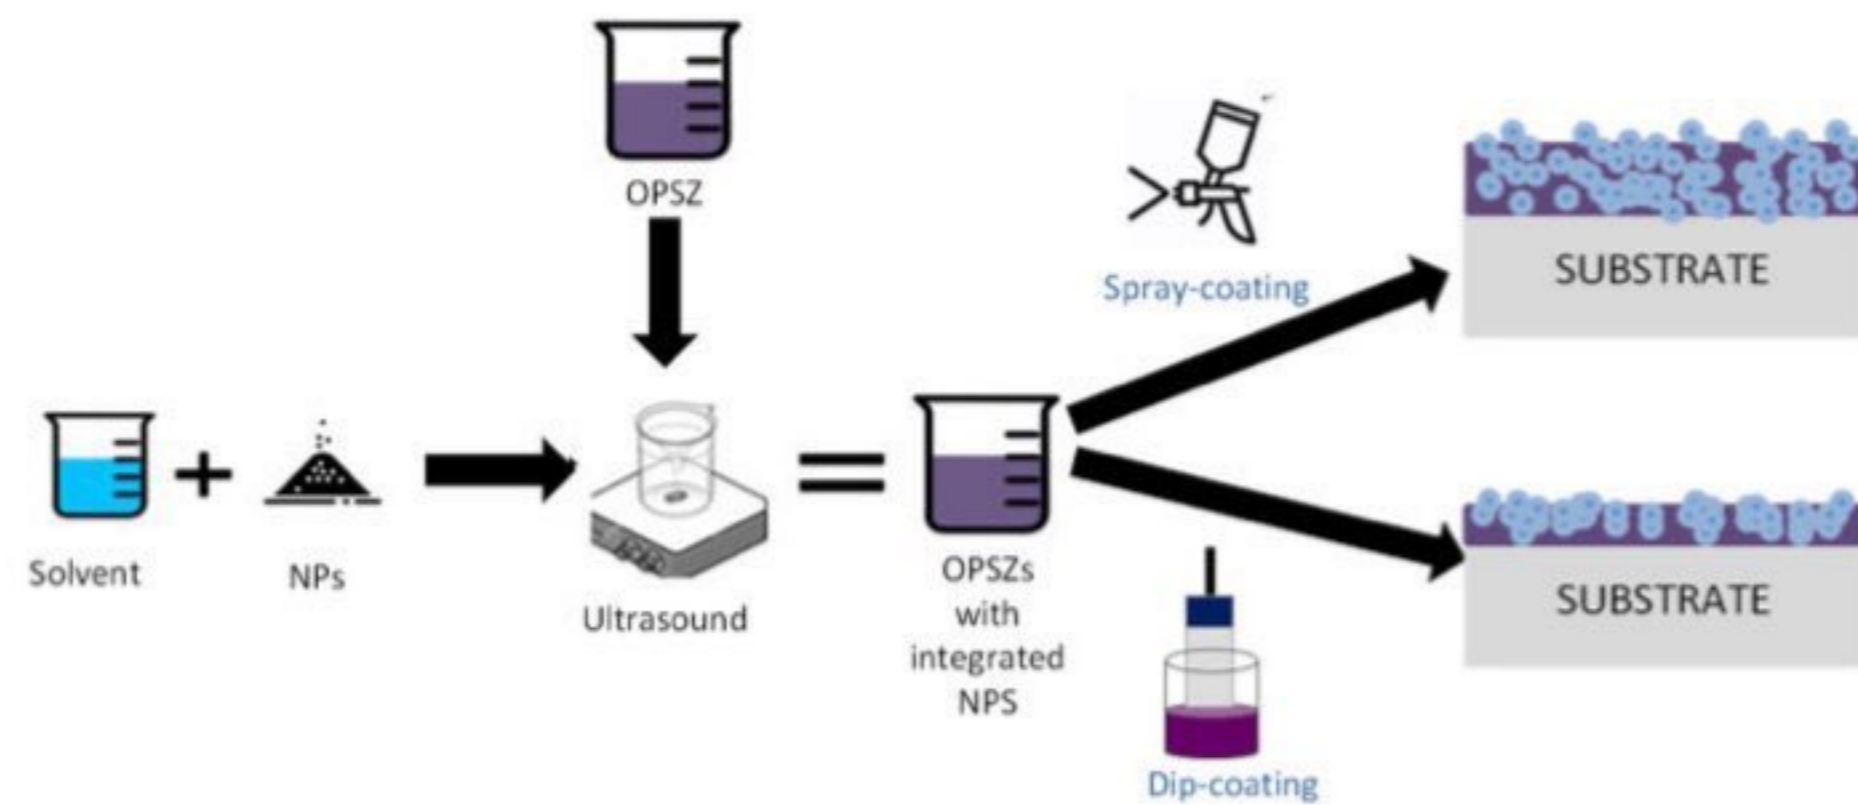 OPSZ
Spray-coating
SUBSTRATE
Solvent
NPs
Ultrasound
OPSZs
with
integrated
NPS
SUBSTRATE
Dip-coating